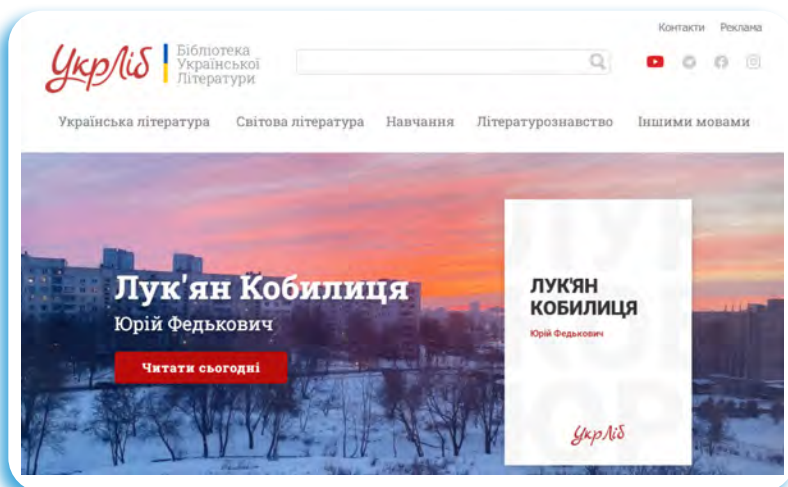 Контакти Реклама
УкрЛіб
Бібліотека
Української
Літератури
Українська література Світова література Навчання Літературознавство Іншими мовами
Лук'ян Кобилиця
Юрій Федькович
Читати сьогодні
ЛУК'ЯН
КОБИЛИЦЯ
Юрій Федькович
УкрЛіб